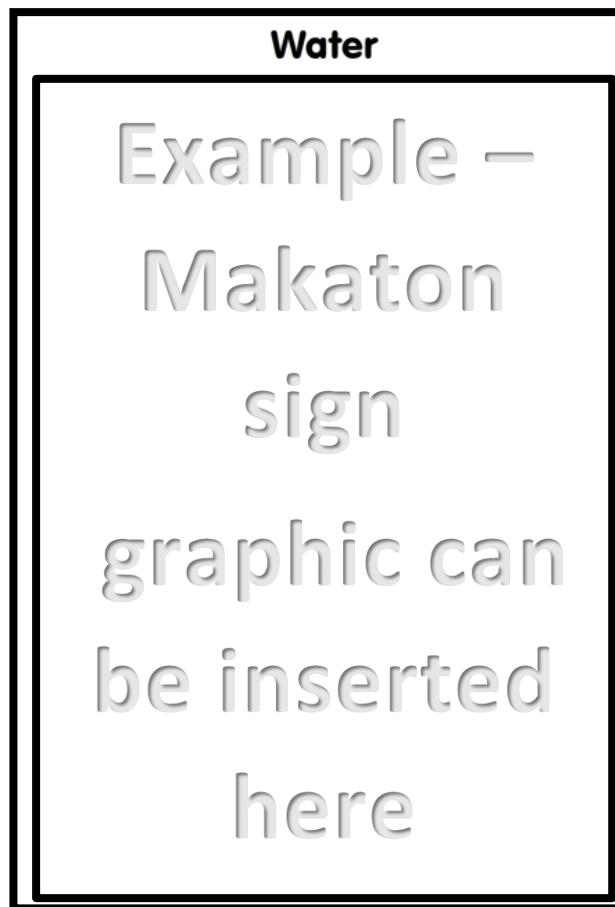 Water
Example –
Makaton
sign
graphic can
be inserted
here